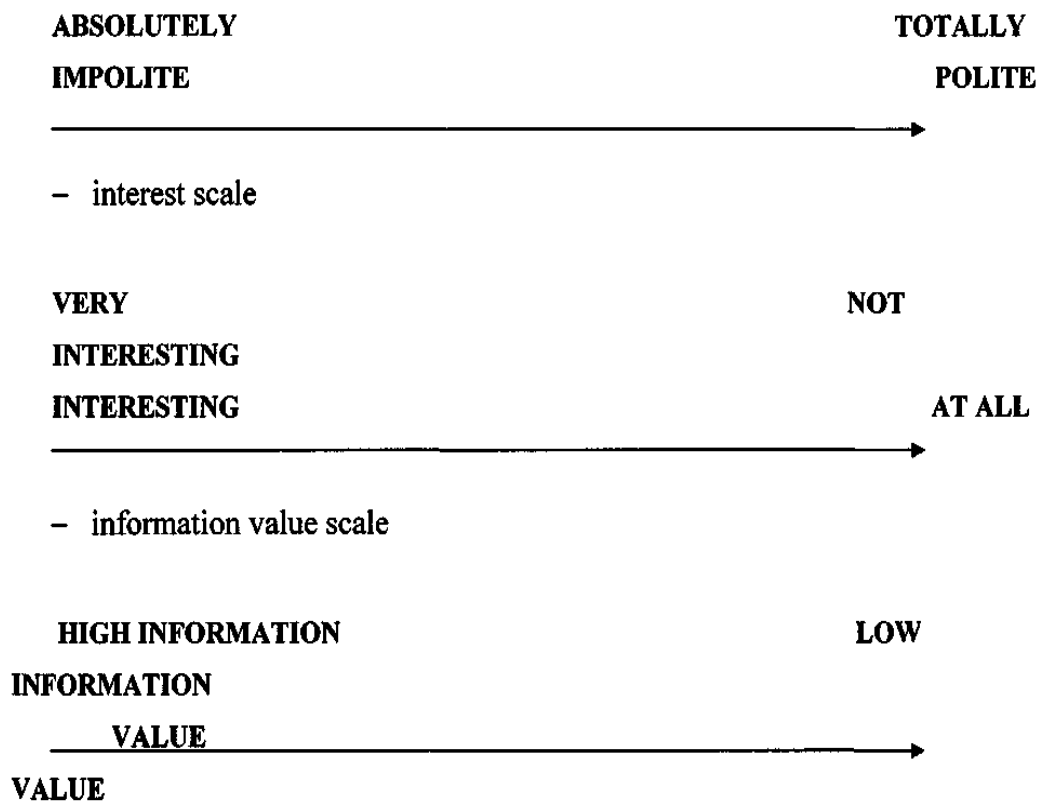 ABSOLUTELY TOTALLY
IMPOLITE POLITE
– interest scale
VERY NOT
INTERESTING
INTERESTING AT ALL
– information value scale
HIGH INFORMATION LOW
INFORMATION
VALUE
VALUE